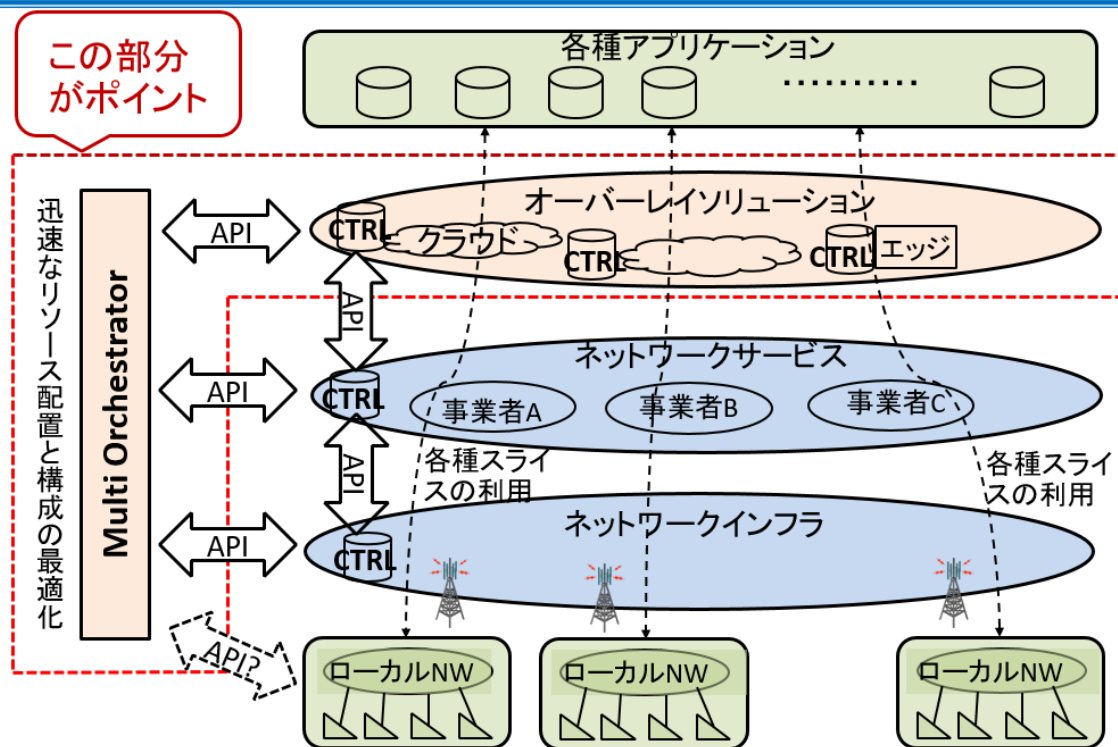 この部分
がポイント
各種アプリケーション
‥‥‥‥‥
迅速なリソース配置と構成の最適化
Multi Orchestrator
API
オーバーレイソリューション
CTRL
クラウド
CTRL
CTRL
エッジ
API
API
ネットワークサービス
CTRL
事業者A
事業者B
事業者C
API
各種スライ
スの利用
各種スライ
スの利用
API
ネットワークインフラ
CTRL
API?
ローカルNW
ローカルNW
ローカルNW